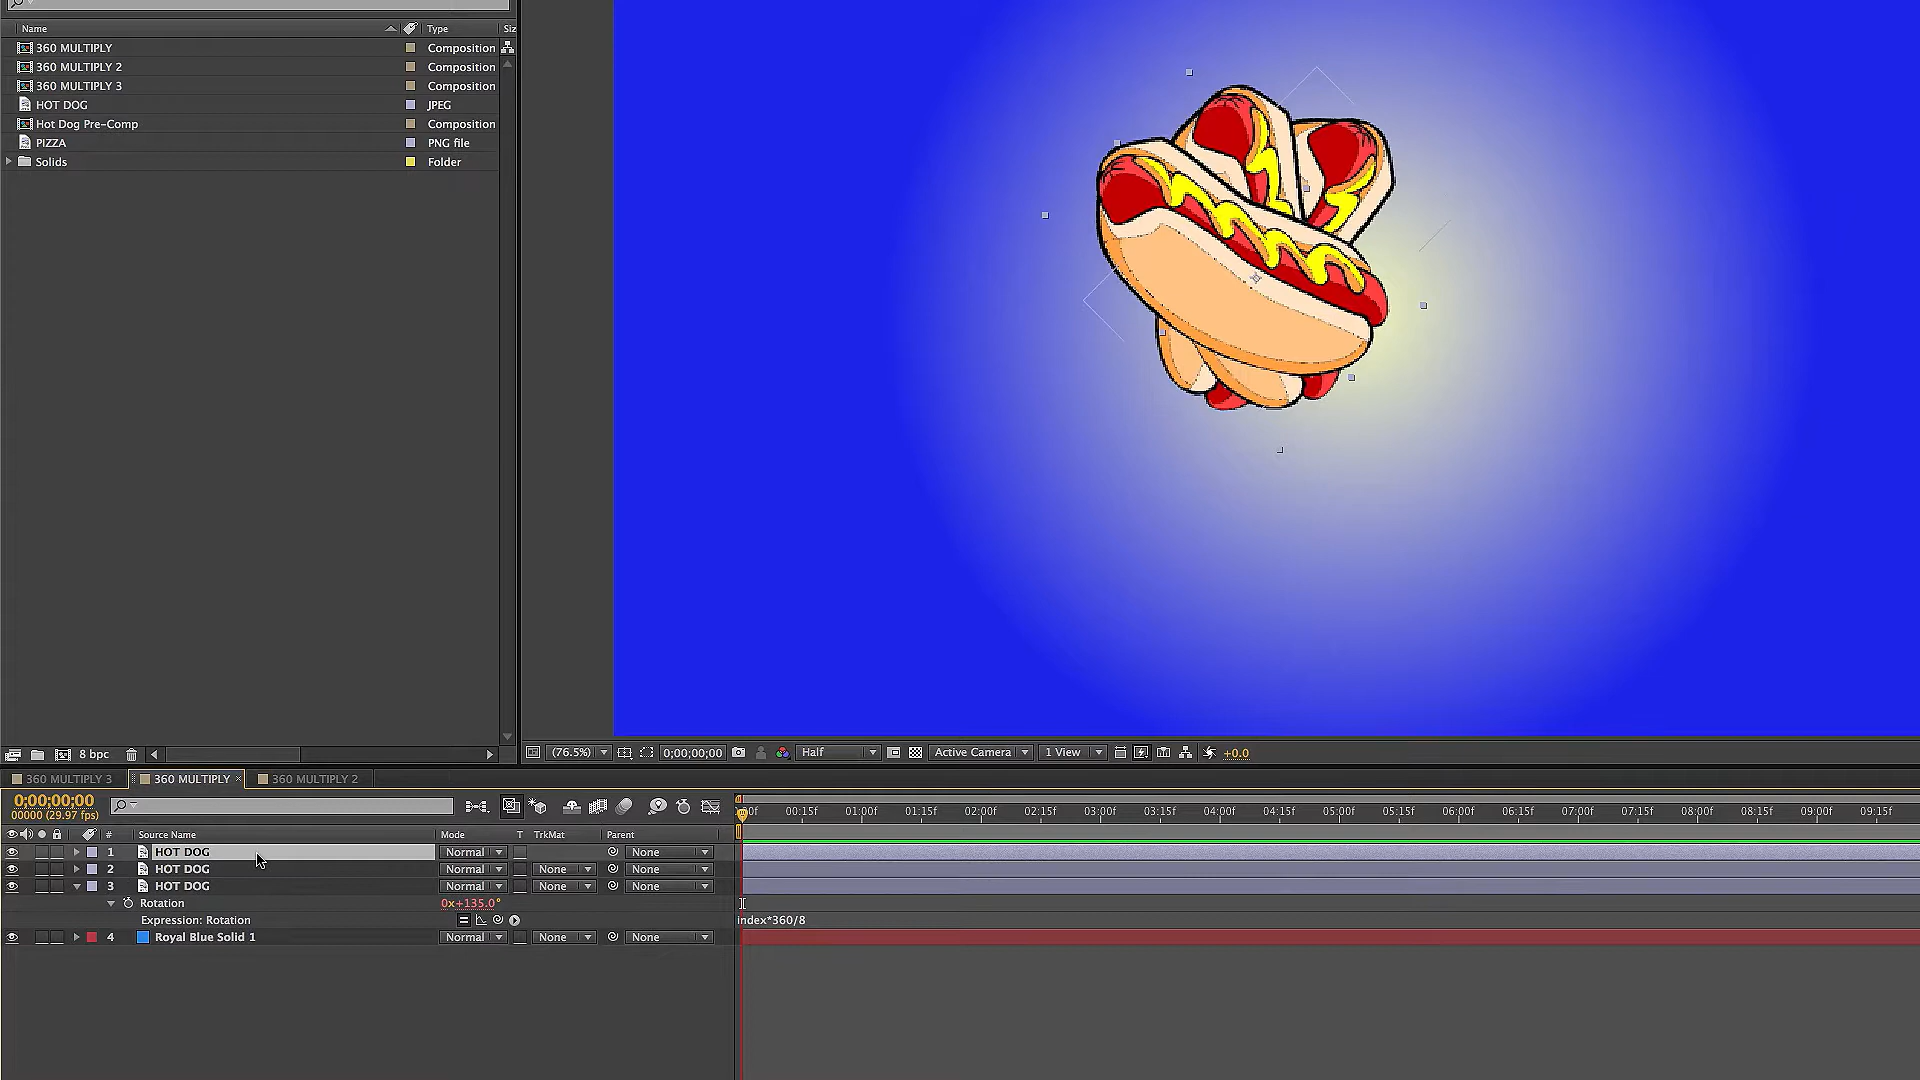 Name Type Siz
360 MULTIPLY Composition
360 MULTIPLY 2 Composition
360 MULTIPLY 3 Composition
HOT DOG JPEG
Hot Dog Pre-Comp Composition
PIZZA PNG file
Solids Folder
8 bpc (76.5%) 0;00;00;00 Half Active Camera 1 View +0.0
360 MULTIPLY 3 360 MULTIPLY × 360 MULTIPLY 2
0;00;00;00
00000 (29.97 fps)
00f 00:15f 01:00f 01:15f 02:00f 02:15f 03:00f 03:15f 04:00f 04:15f 05:00f 05:15f 06:00f 06:15f 07:00f 07:15f 08:00f 08:15f 09:00f 09:15f
# Source Name Mode T TrkMat Parent
1 HOT DOG Normal None
2 HOT DOG Normal None None
3 HOT DOG Normal None None
Rotation 0x+135.0°
Expression: Rotation index*360/8
4 Royal Blue Solid 1 Normal None None